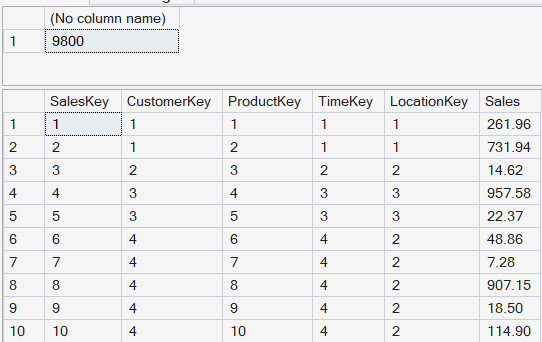 (No column name)
1 9800
SalesKey CustomerKey ProductKey TimeKey LocationKey Sales
1 1 1 1 1 1 261.96
2 2 1 2 1 1 731.94
3 3 2 3 2 2 14.62
4 4 3 4 3 3 957.58
5 5 3 5 3 3 22.37
6 6 4 6 4 2 48.86
7 7 4 7 4 2 7.28
8 8 4 8 4 2 907.15
9 9 4 9 4 2 18.50
10 10 4 10 4 2 114.90